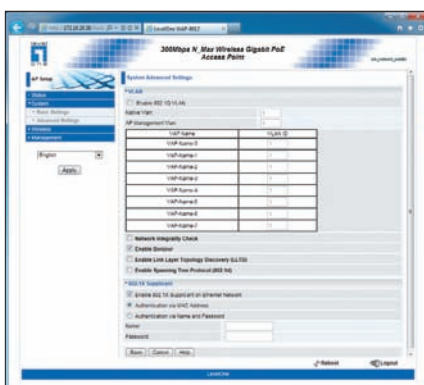 LevelOne WAP-6012
300Mbps N_Max Wireless Gigabit PoE
Access Point
AP Setup
System Advanced Settings
Status
VLAN
System
Enable 802.1Q VLAN
Basic Settings
Native Vlan:
Advanced Settings
AP Management Vlan:
Wireless
Management
VAP Name
VLAN ID
VAP-Name-0
VAP-Name-1
English
VAP-Name-2
Apply
VAP-Name-3
VAP-Name-4
VAP-Name-5
VAP-Name-6
VAP-Name-7
Network Integrality Check
Enable Bonjour
Enable Link Layer Topology Discovery (LLTD)
Enable Spanning Tree Protocol (802.1d)
802.1X Supplicant
Enable 802.1X Supplicant on Ethernet Network
Authentication via MAC Address
Authentication via Name and Password
Name:
Password:
Cancel Help
Reboot Logout
LevelOne